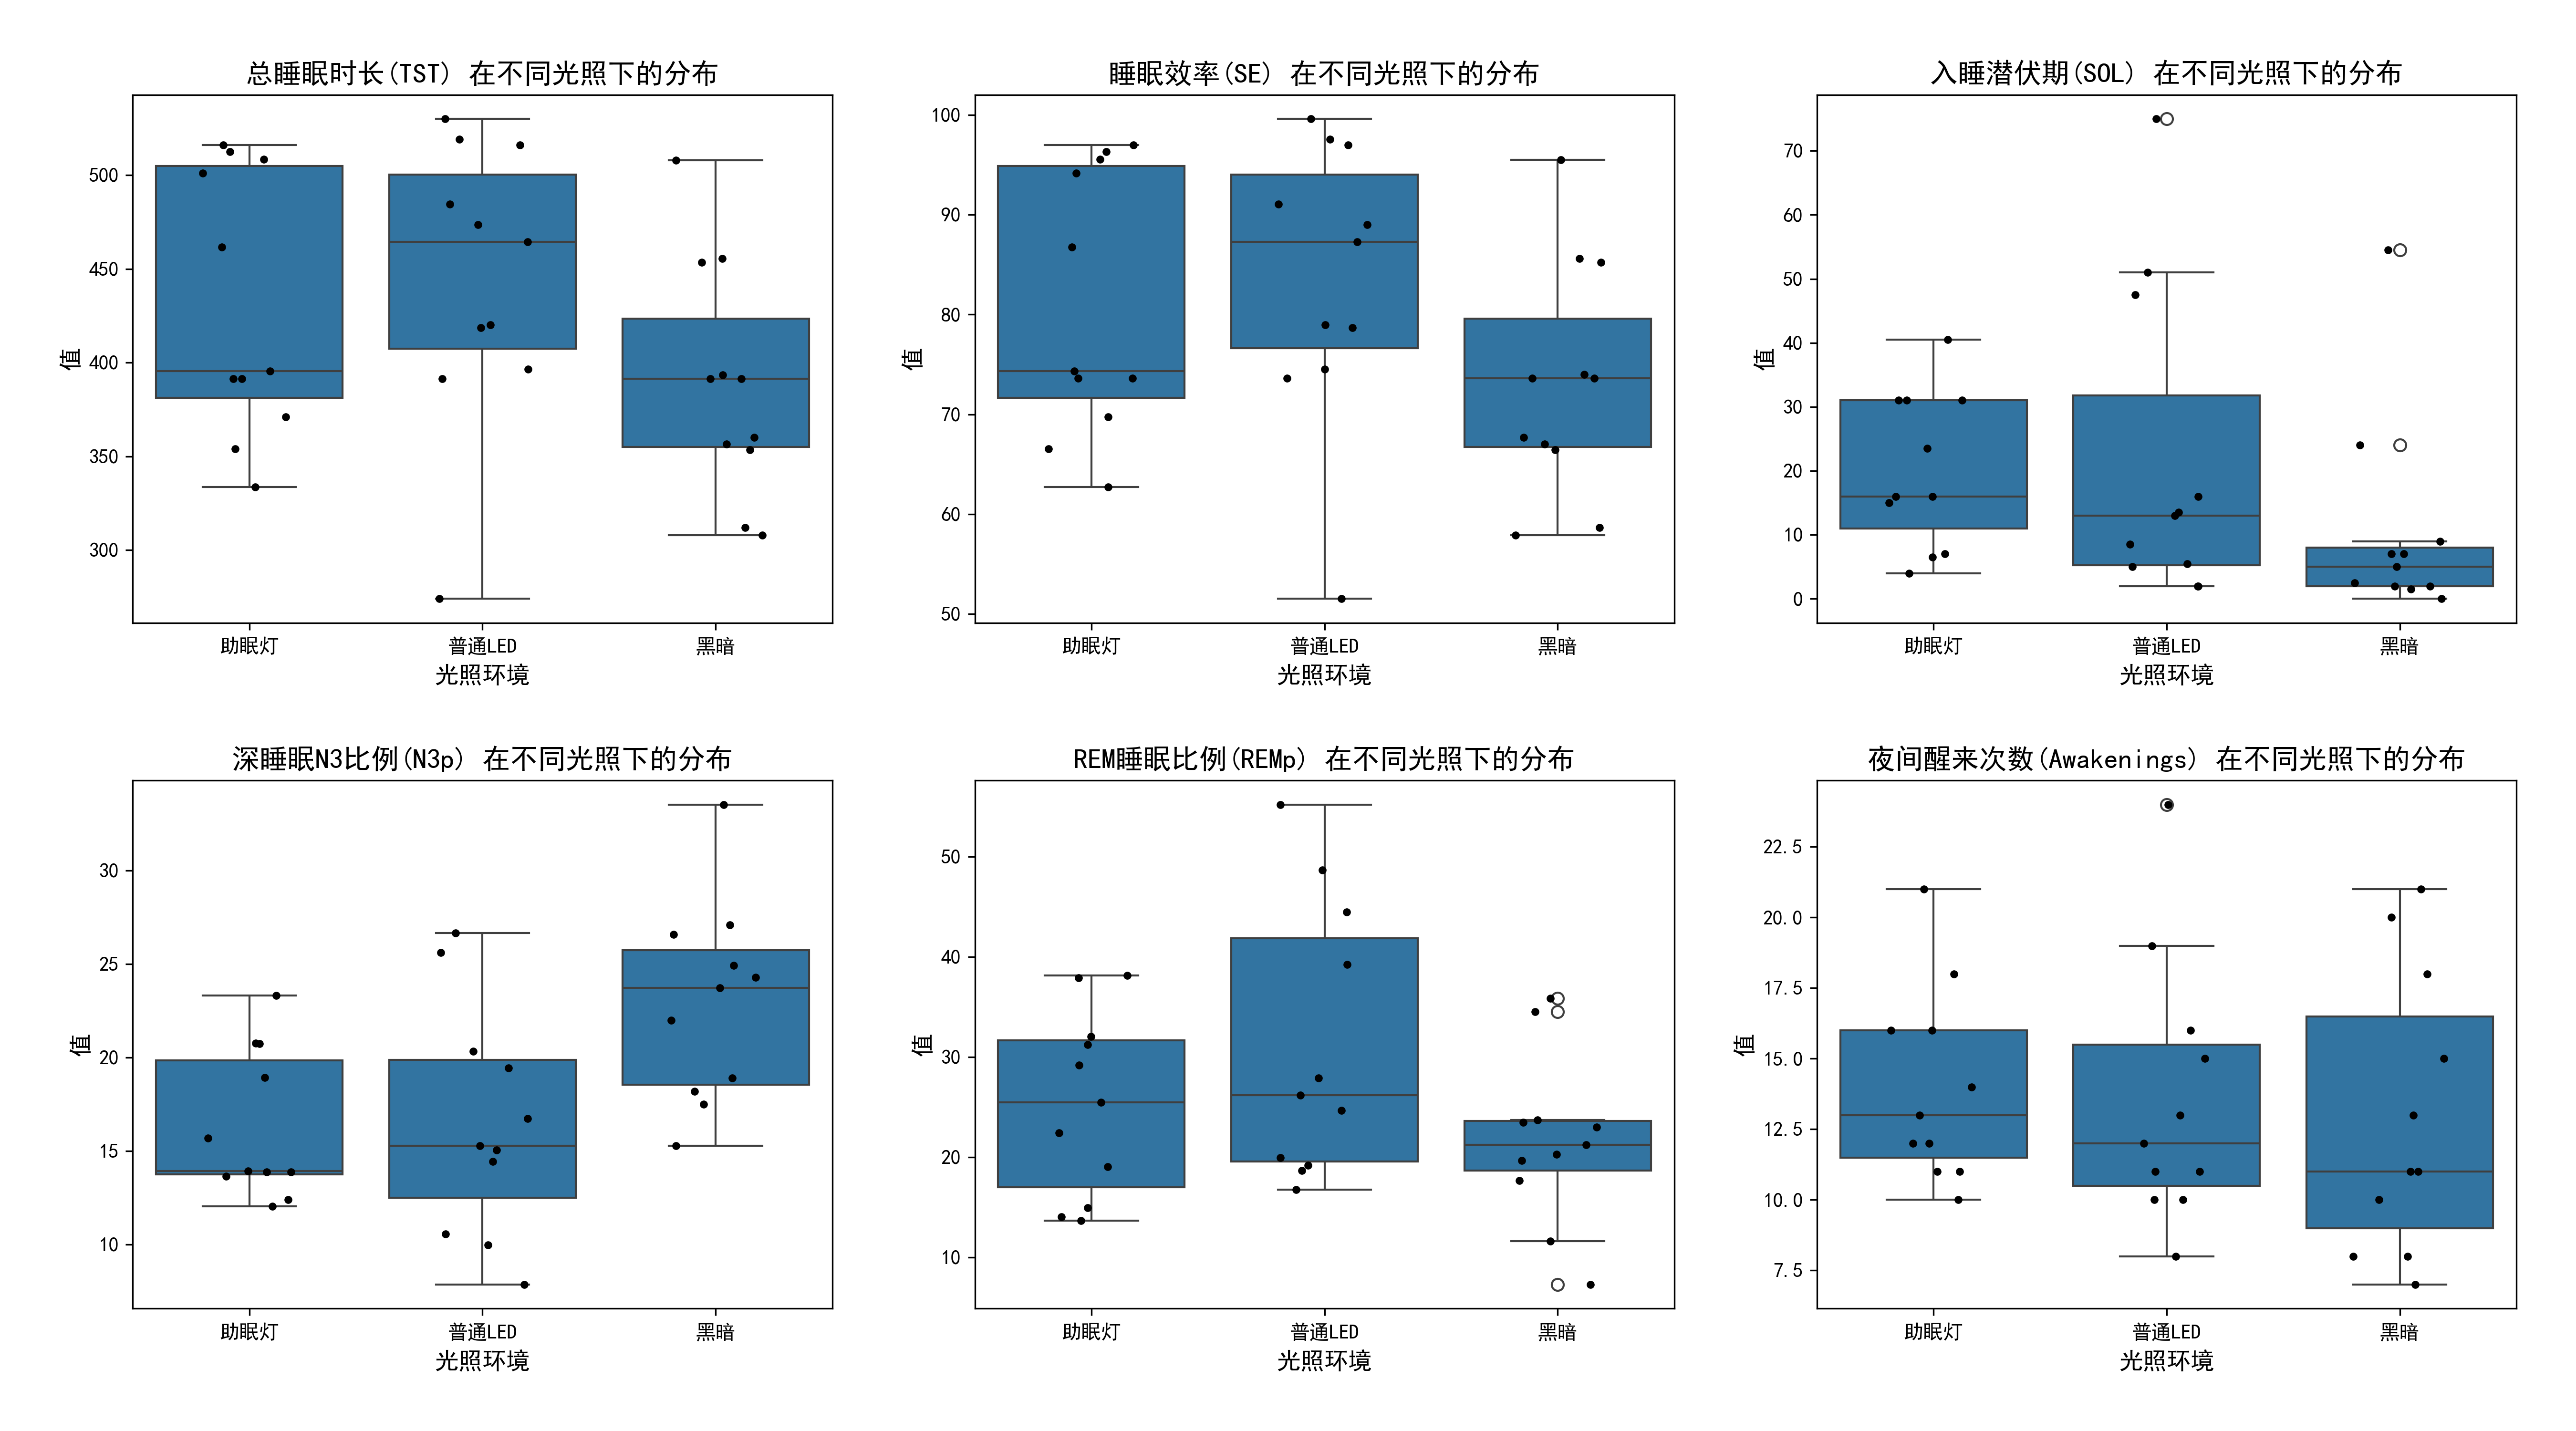 总睡眠时长(TST) 在不同光照下的分布
500
450
400
350
300
值
助眠灯 普通LED 黑暗
光照环境
睡眠效率(SE) 在不同光照下的分布
100
90
80
70
60
50
值
助眠灯 普通LED 黑暗
光照环境
入睡潜伏期(SOL) 在不同光照下的分布
70
60
50
40
30
20
10
0
值
助眠灯 普通LED 黑暗
光照环境
深睡眠N3比例(N3p) 在不同光照下的分布
30
25
20
15
10
值
助眠灯 普通LED 黑暗
光照环境
REM睡眠比例(REMp) 在不同光照下的分布
50
40
30
20
10
值
助眠灯 普通LED 黑暗
光照环境
夜间醒来次数(Awakenings) 在不同光照下的分布
22.5
20.0
17.5
15.0
12.5
10.0
7.5
值
助眠灯 普通LED 黑暗
光照环境